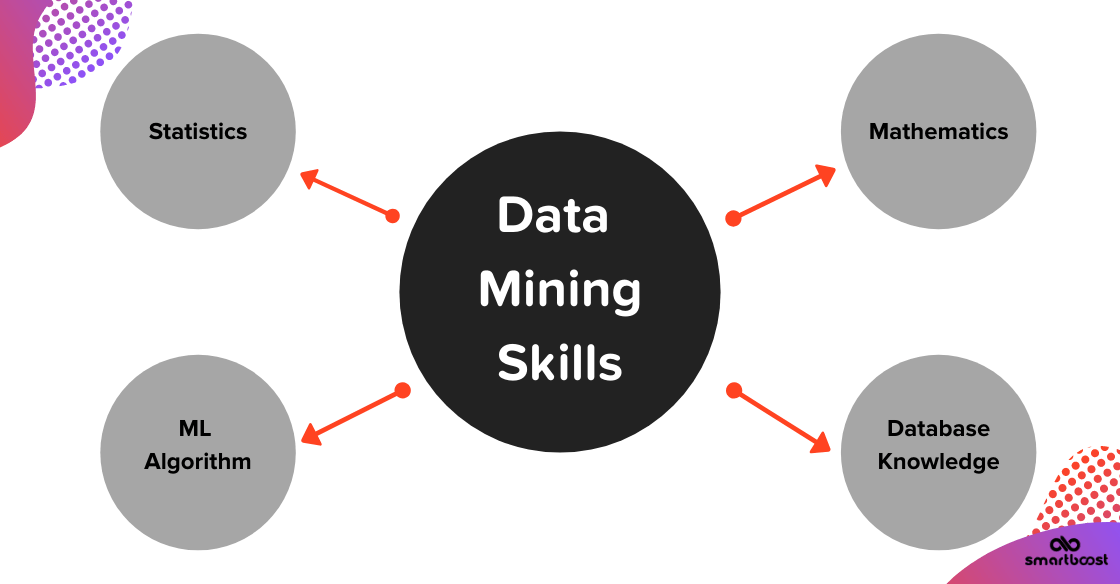 Statistics
Mathematics
Data
Mining
Skills
ML
Algorithm
Database
Knowledge
smartboost